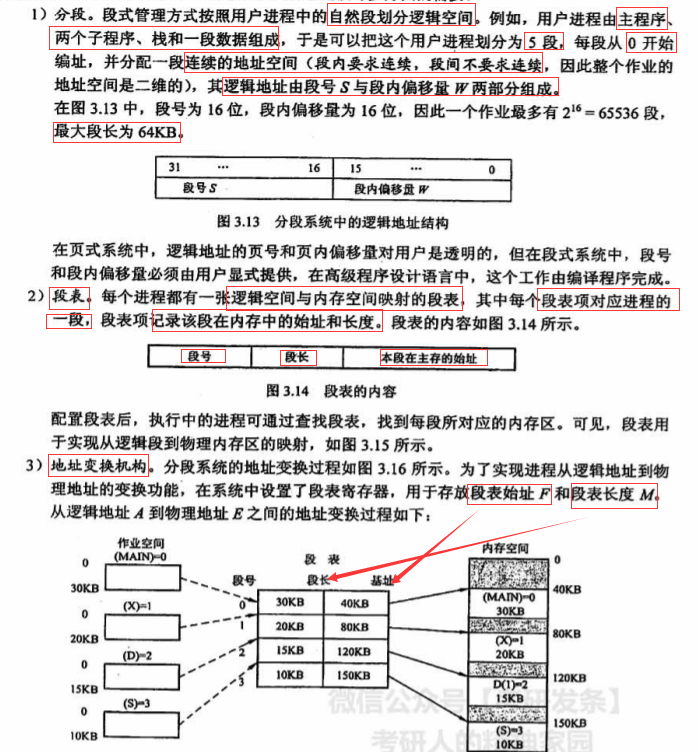 1）分段。段式管理方式按照用户进程中的自然段划分逻辑空间。例如，用户进程由主程序、
两个子程序、栈和一段数据组成，于是可以把这个用户进程划分为 5 段，每段从 0 开始
编址，并分配一段连续的地址空间（段内要求连续，段间不要求连续，因此整个作业的
地址空间是二维的），其逻辑地址由段号 S 与段内偏移量 W 两部分组成。
在图 3.13 中，段号为 16 位，段内偏移量为 16 位，因此一个作业最多有 2¹⁶ = 65536 段，
最大段长为 64KB。
31 … 16 15 … 0
段号 S 段内偏移量 W
图 3.13 分段系统中的逻辑地址结构
在页式系统中，逻辑地址的页号和页内偏移量对用户是透明的，但在段式系统中，段号
和段内偏移量必须由用户显式提供，在高级程序设计语言中，这个工作由编译程序完成。
2）段表。每个进程都有一张逻辑空间与内存空间映射的段表，其中每个段表项对应进程的
一段，段表项记录该段在内存中的始址和长度。段表的内容如图 3.14 所示。
段号 段长 本段在主存的始址
图 3.14 段表的内容
配置段表后，执行中的进程可通过查找段表，找到每段所对应的内存区。可见，段表用
于实现从逻辑段到物理内存区的映射，如图 3.15 所示。
3）地址变换机构。分段系统的地址变换过程如图 3.16 所示。为了实现进程从逻辑地址到物
理地址的变换功能，在系统中设置了段表寄存器，用于存放段表始址 F 和段表长度 M。
从逻辑地址 A 到物理地址 E 之间的地址变换过程如下：
作业空间
(MAIN)=0
0
30KB
(X)=1
0
20KB
(D)=2
0
15KB
(S)=3
0
10KB
段 表
段号 段长 基址
0 30KB 40KB
1 20KB 80KB
2 15KB 120KB
3 10KB 150KB
内存空间
0
40KB
(MAIN)=0
30KB
80KB
(X)=1
20KB
120KB
D(1)=2
15KB
150KB
(S)=3
10KB